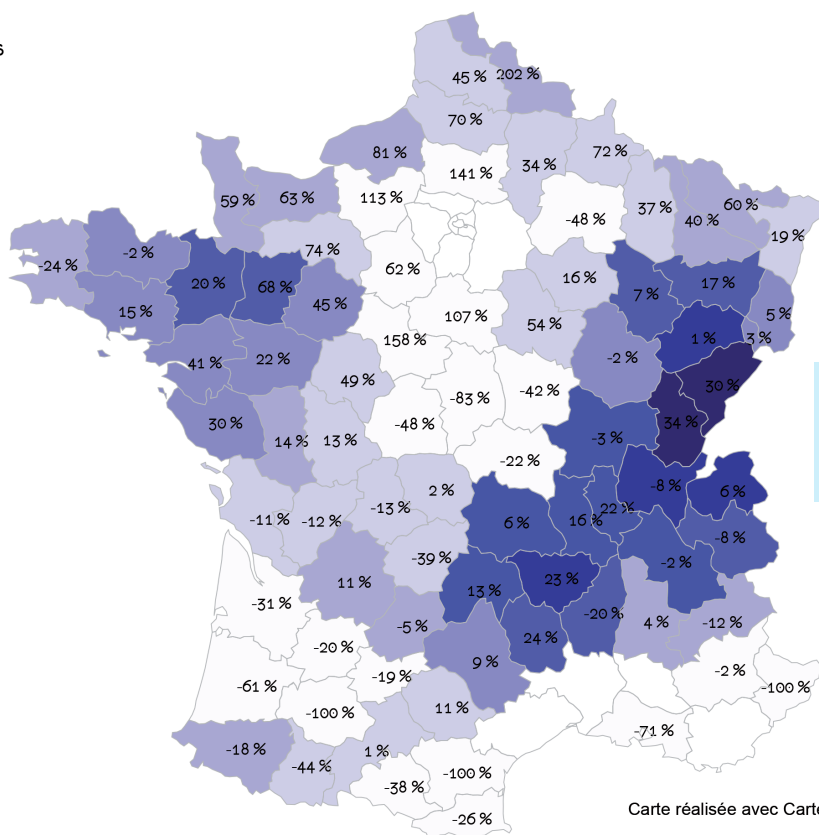 s
45 % 202 %
70 %
81 % 34 % 72 %
141 %
59 % 63 % 113 % 37 % 60 %
-48 % 40 %
19 %
-24 % -2 % 74 %
20 % 68 % 62 % 16 % 17 %
15 % 45 % 7 % 5 %
107 % 54 %
158 % 1 % 3 %
41 % 22 % -2 %
49 % 30 %
-83 % -42 %
30 % 14 % 13 % -48 % -3 % 34 %
-22 %
2 % -8 % 6 %
-11 % -12 % -13 % 6 % 16 % 22 %
-8 %
-39 % -2 %
11 % 13 % 23 %
-31 % -5 % 24 % -20 % 4 % -12 %
-20 % 9 %
-19 % -2 %
-61 % -100 %
-100 % 11 %
-71 %
-18 % 1 %
-44 % -100 %
-38 %
-26 %
Carte réalisée avec Carte